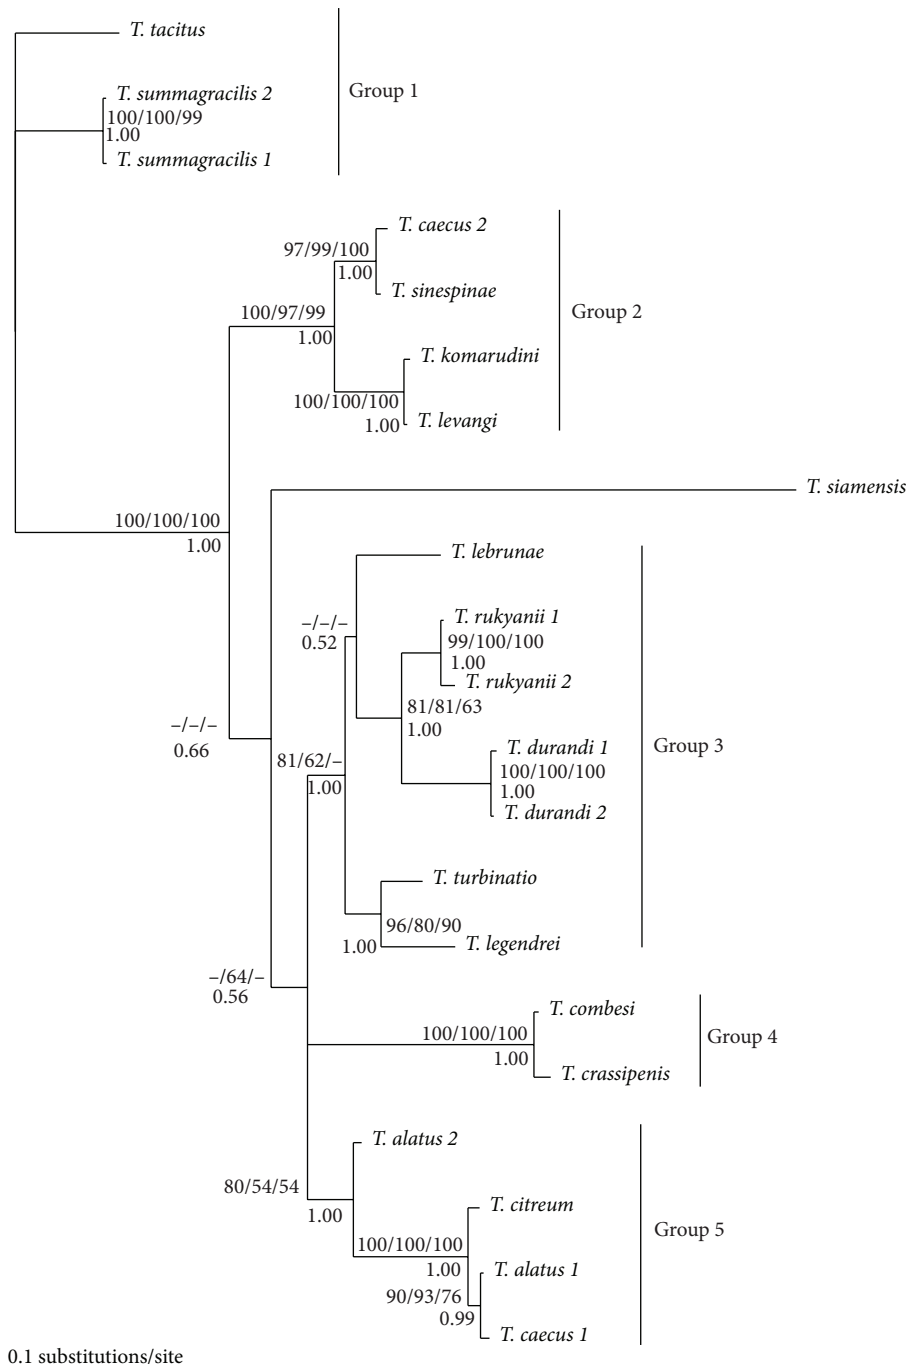 T. tacitus
T. summagracilis 2
100/100/99
1.00
T. summagracilis 1
Group 1
T. caecus 2
97/99/100
1.00
T. sinespinae
100/97/99
1.00
Group 2
T. komarudini
100/100/100
1.00
T. levangi
T. siamensis
100/100/100
1.00
T. lebrunae
T. rukyanii 1
–/–/–
0.52
99/100/100
1.00
T. rukyanii 2
81/81/63
1.00
–/–/–
0.66
T. durandi 1
Group 3
81/62/–
1.00
100/100/100
1.00
T. durandi 2
T. turbinatio
96/80/90
1.00
T. legendrei
–/64/–
0.56
T. combesi
100/100/100
1.00
Group 4
T. crassipenis
T. alatus 2
80/54/54
1.00
T. citreum
Group 5
100/100/100
1.00
T. alatus 1
90/93/76
0.99
T. caecus 1
0.1 substitutions/site